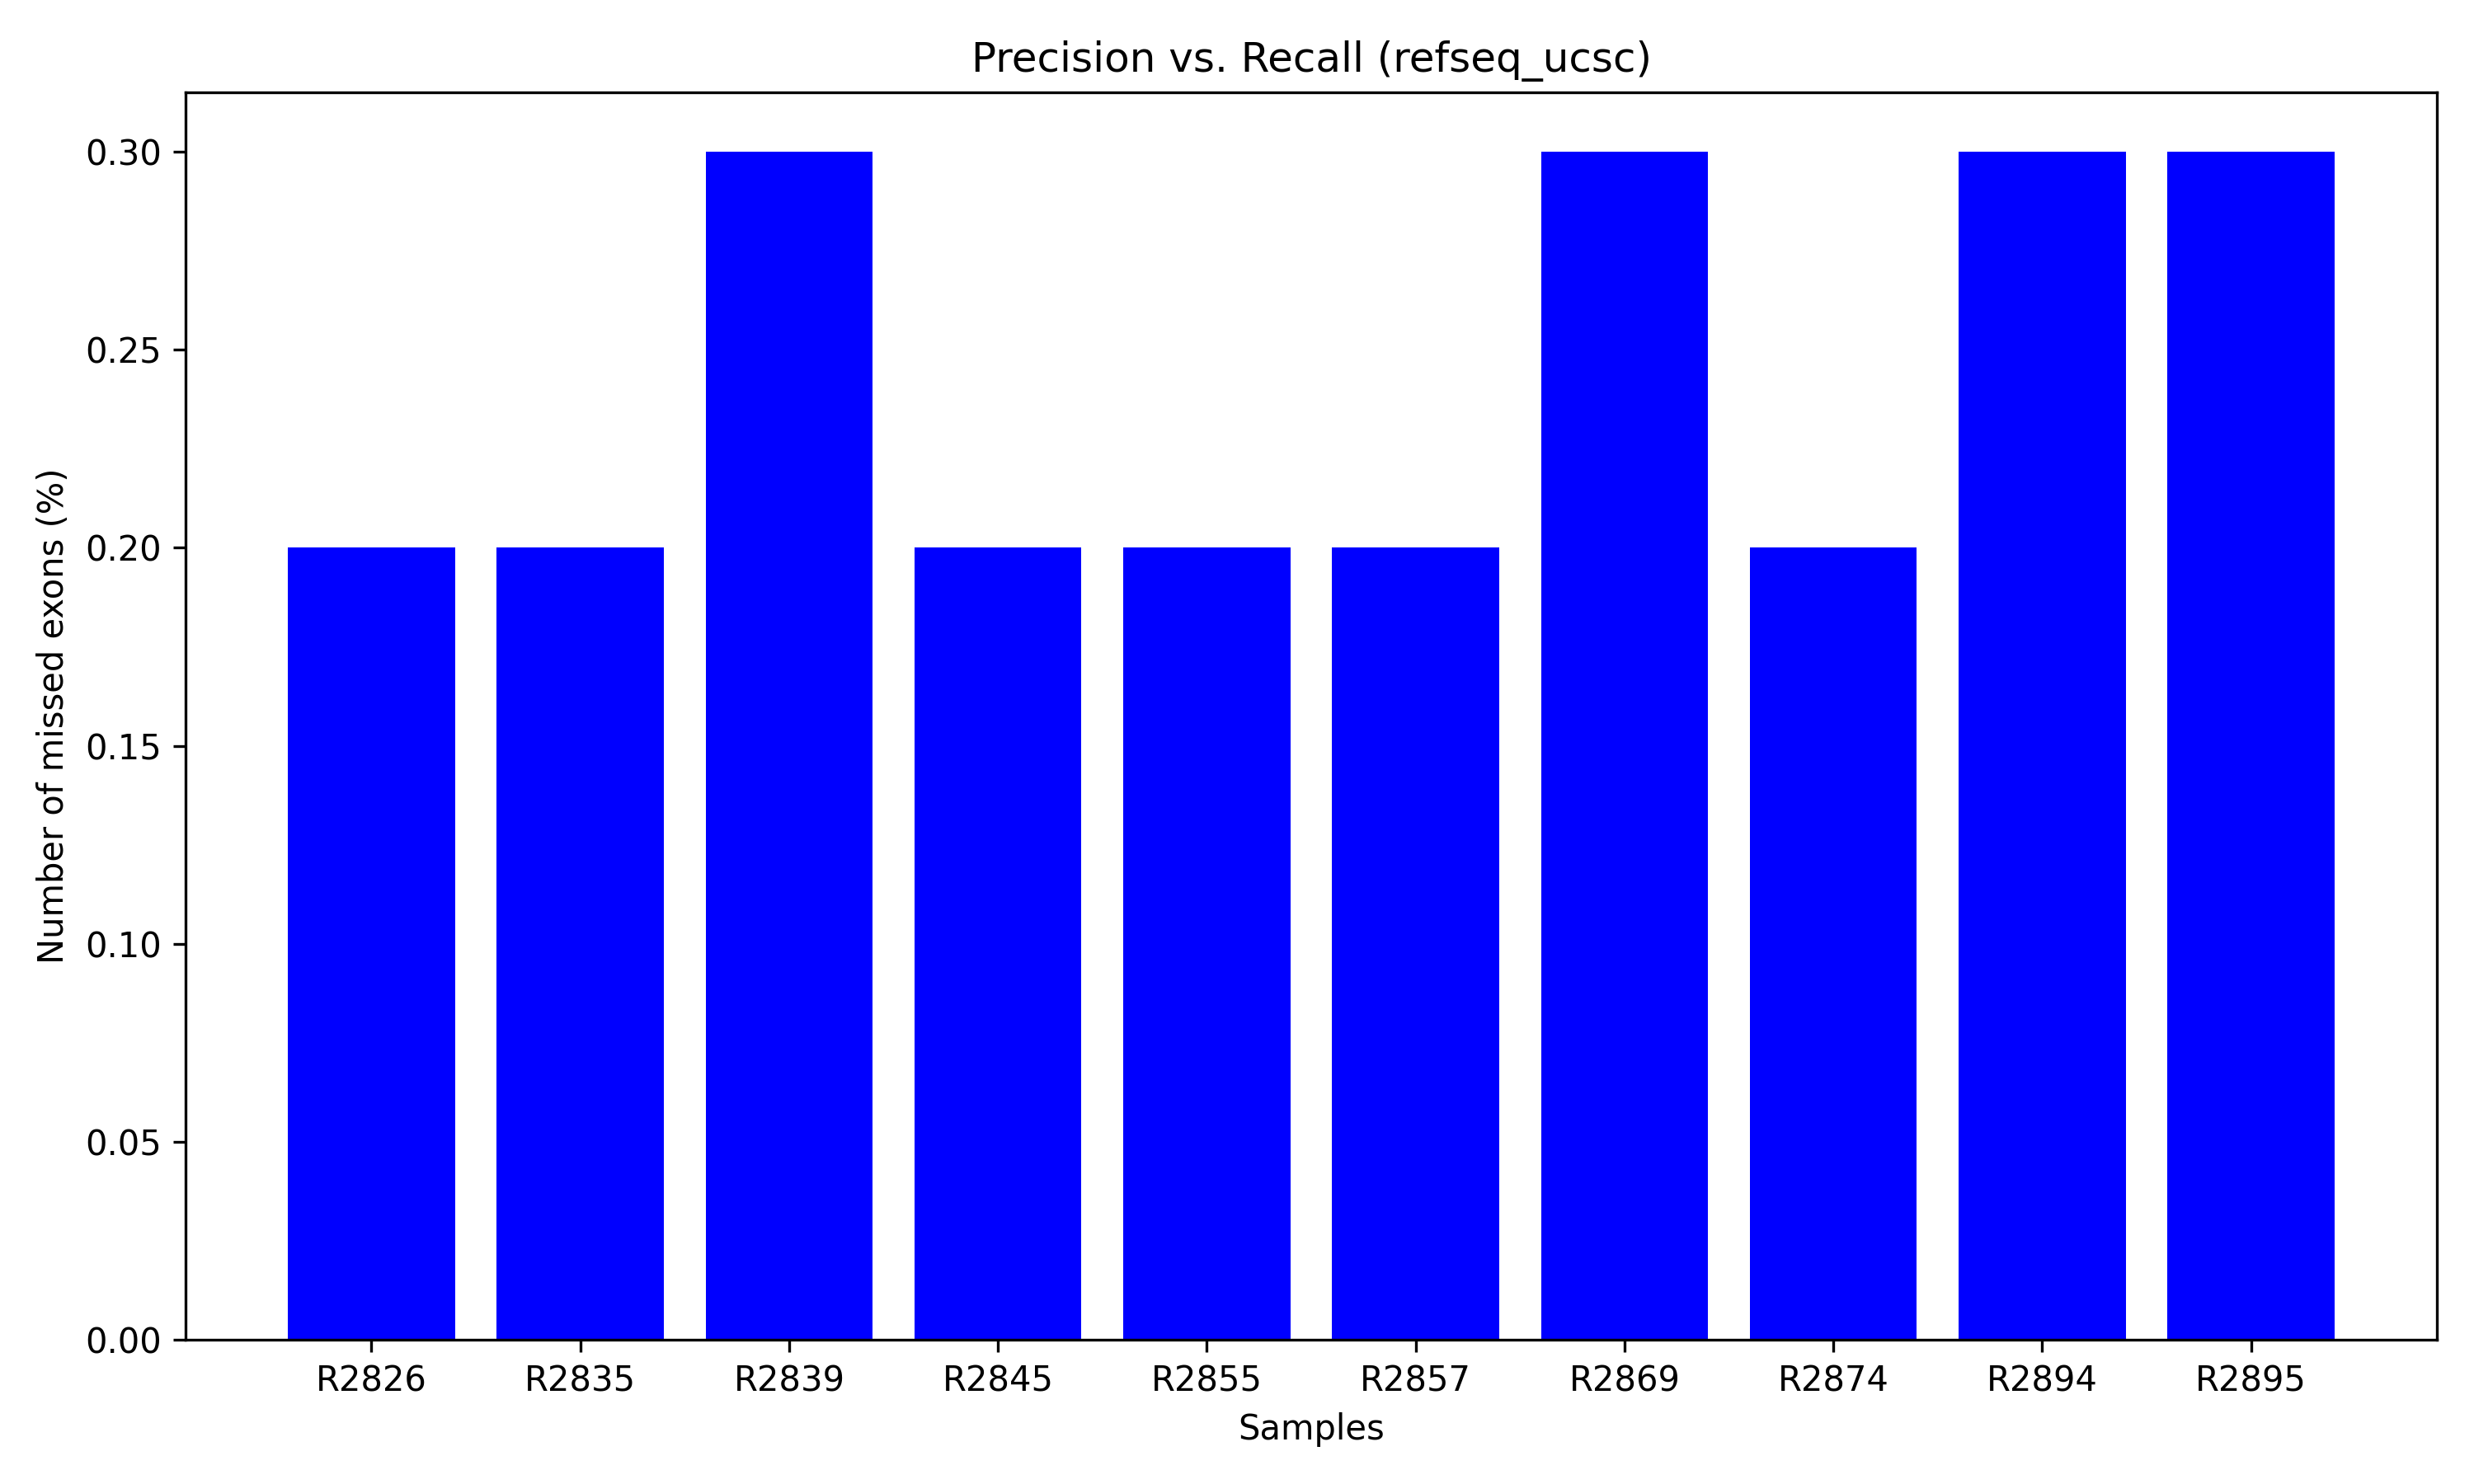 Precision vs. Recall (refseq_ucsc)
Number of missed exons (%)
0.30
0.25
0.20
0.15
0.10
0.05
0.00
R2826 R2835 R2839 R2845 R2855 R2857 R2869 R2874 R2894 R2895
Samples